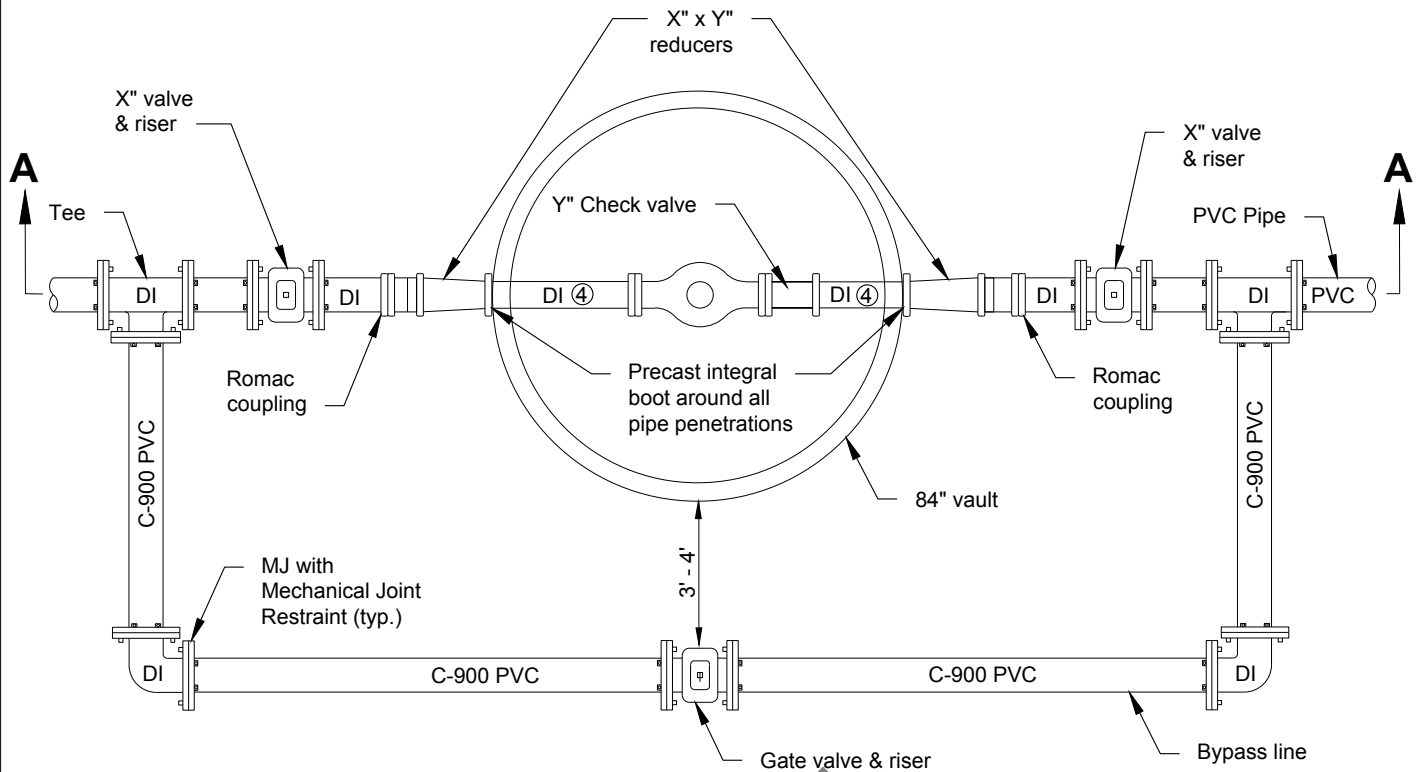 X" x Y"
reducers
X" valve
& riser
X" valve
& riser
A
A
Tee
Y" Check valve
PVC Pipe
DI
DI
DI ④
DI ④
DI
DI
PVC
Romac
coupling
Precast integral
boot around all
pipe penetrations
Romac
coupling
C-900 PVC
C-900 PVC
84" vault
3' - 4'
MJ with
Mechanical Joint
Restraint (typ.)
DI
C-900 PVC
C-900 PVC
DI
Gate valve & riser
Bypass line